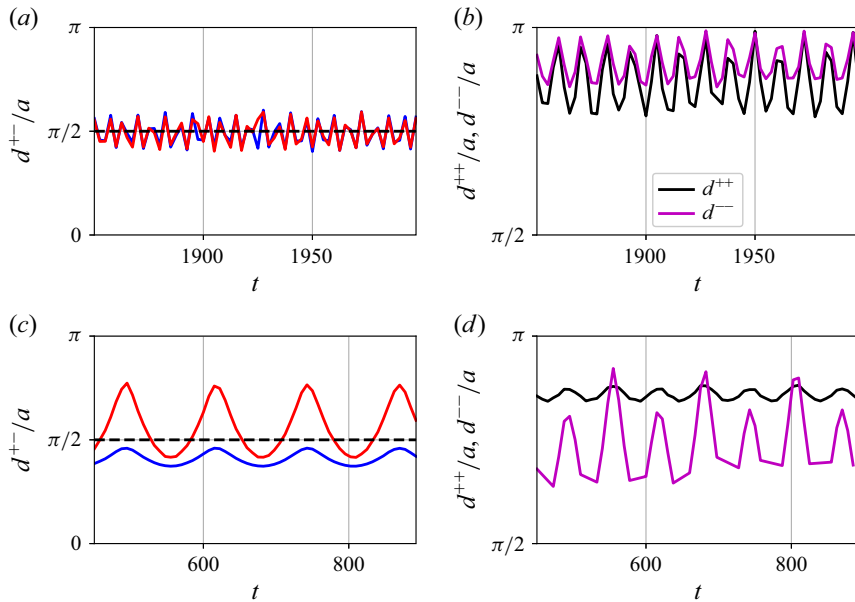 (a)
π
π/2
0
d⁺⁻/a
1900
1950
t
(b)
π
π/2
d⁺⁺/a, d⁻⁻/a
d⁺⁺
d⁻⁻
1900
1950
t
(c)
π
π/2
0
d⁺⁻/a
600
800
t
(d)
π
π/2
d⁺⁺/a, d⁻⁻/a
600
800
t